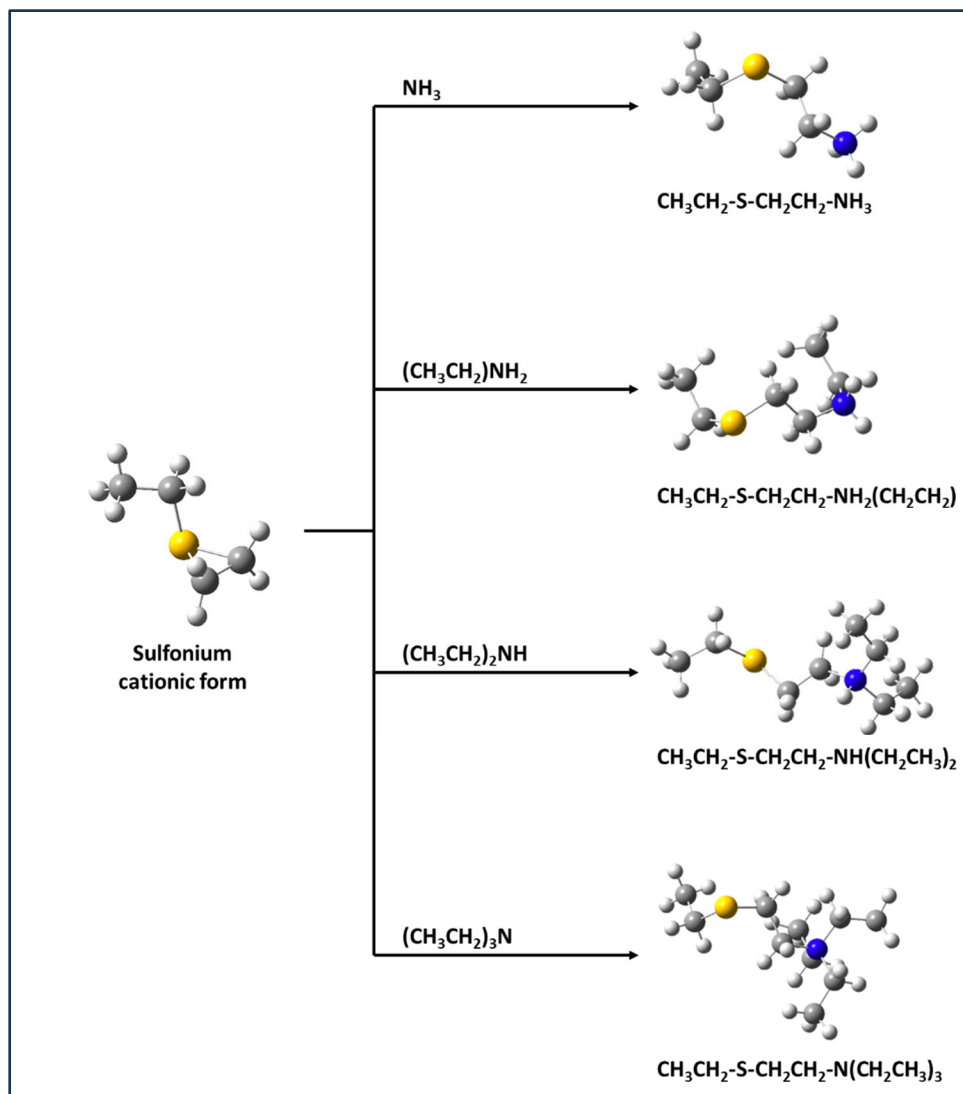 NH₃
CH₃CH₂-S-CH₂CH₂-NH₃
(CH₃CH₂)NH₂
CH₃CH₂-S-CH₂CH₂-NH₂(CH₂CH₂)
Sulfonium
cationic form
(CH₃CH₂)₂NH
CH₃CH₂-S-CH₂CH₂-NH(CH₂CH₃)₂
(CH₃CH₂)₃N
CH₃CH₂-S-CH₂CH₂-N(CH₂CH₃)₃